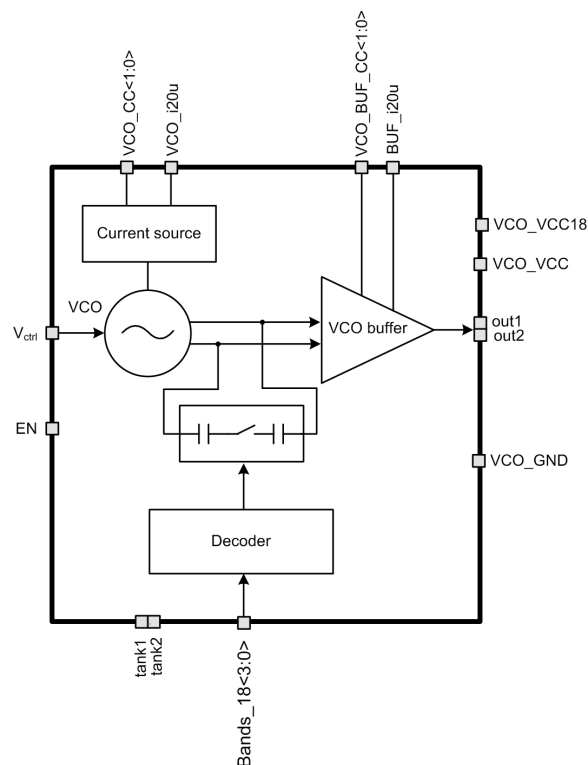 VCO_CC<1:0>
VCO_i20u
VCO_BUF_CC<1:0>
BUF_i20u
VCO_VCC18
Current source
VCO_VCC
VCO
Vctrl
VCO buffer
out1
out2
EN
VCO_GND
Decoder
tank1
tank2
Bands_18<3:0>